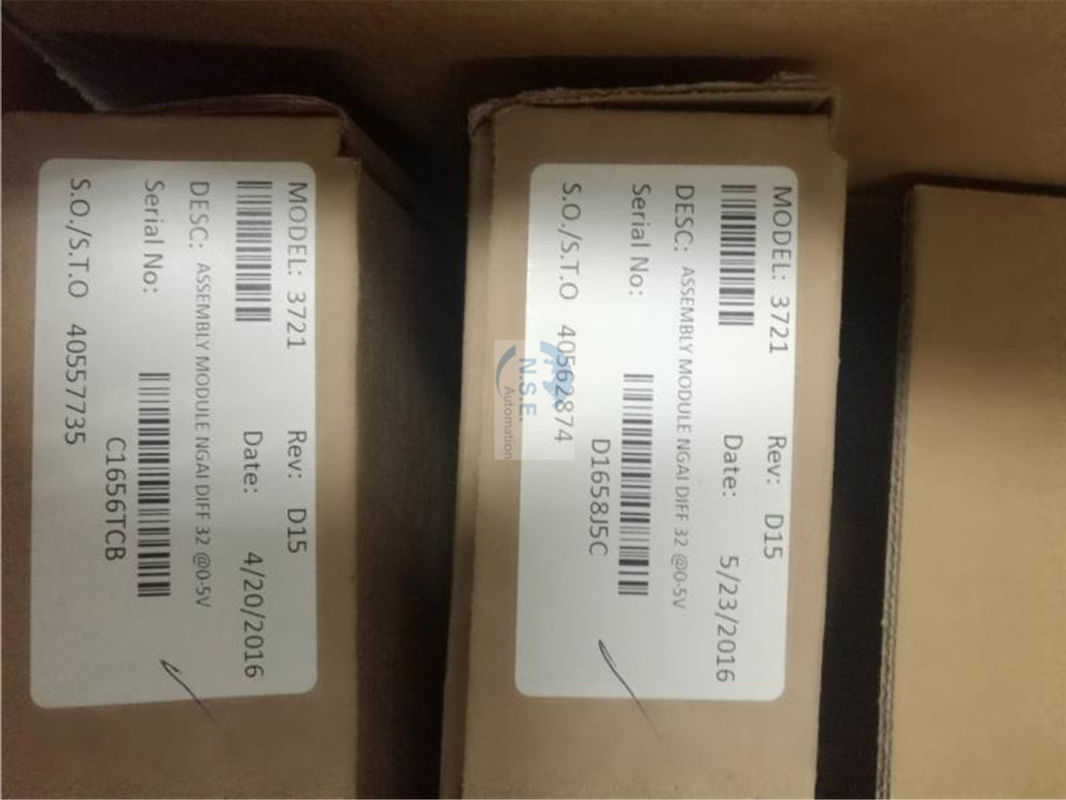 MODEL: 3721 Rev: D15
Date: 4/20/2016
DESC: ASSEMBLY MODULE NGAI DIFF 32 @0-5V
Serial No:
C1656TCB
S.O./S.T.O 40557735
MODEL: 3721 Rev: D15
Date: 5/23/2016
DESC: ASSEMBLY MODULE NGAI DIFF 32 @0-5V
Serial No:
D1658J5C
S.O./S.T.O 40562874
N.S.E.
Automation